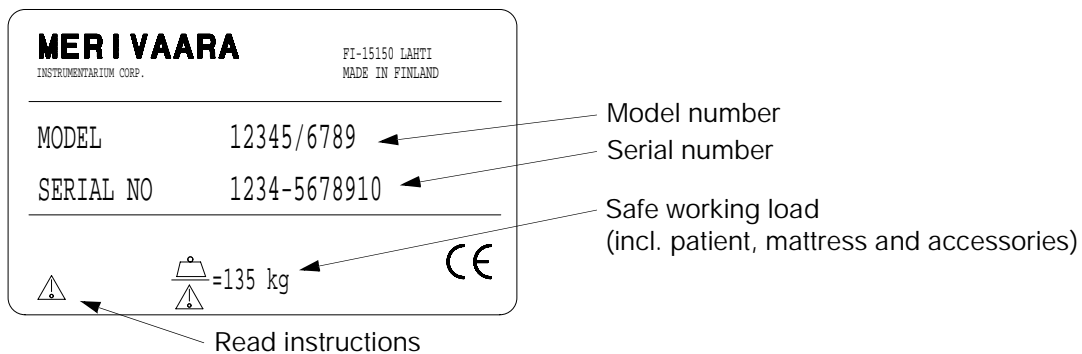 MERIVAARA
INSTRUMENTARIUM CORP.
FI-15150 LAHTI
MADE IN FINLAND
MODEL 12345/6789
SERIAL NO 1234-5678910
=135 kg
CE
Model number
Serial number
Safe working load
(incl. patient, mattress and accessories)
Read instructions